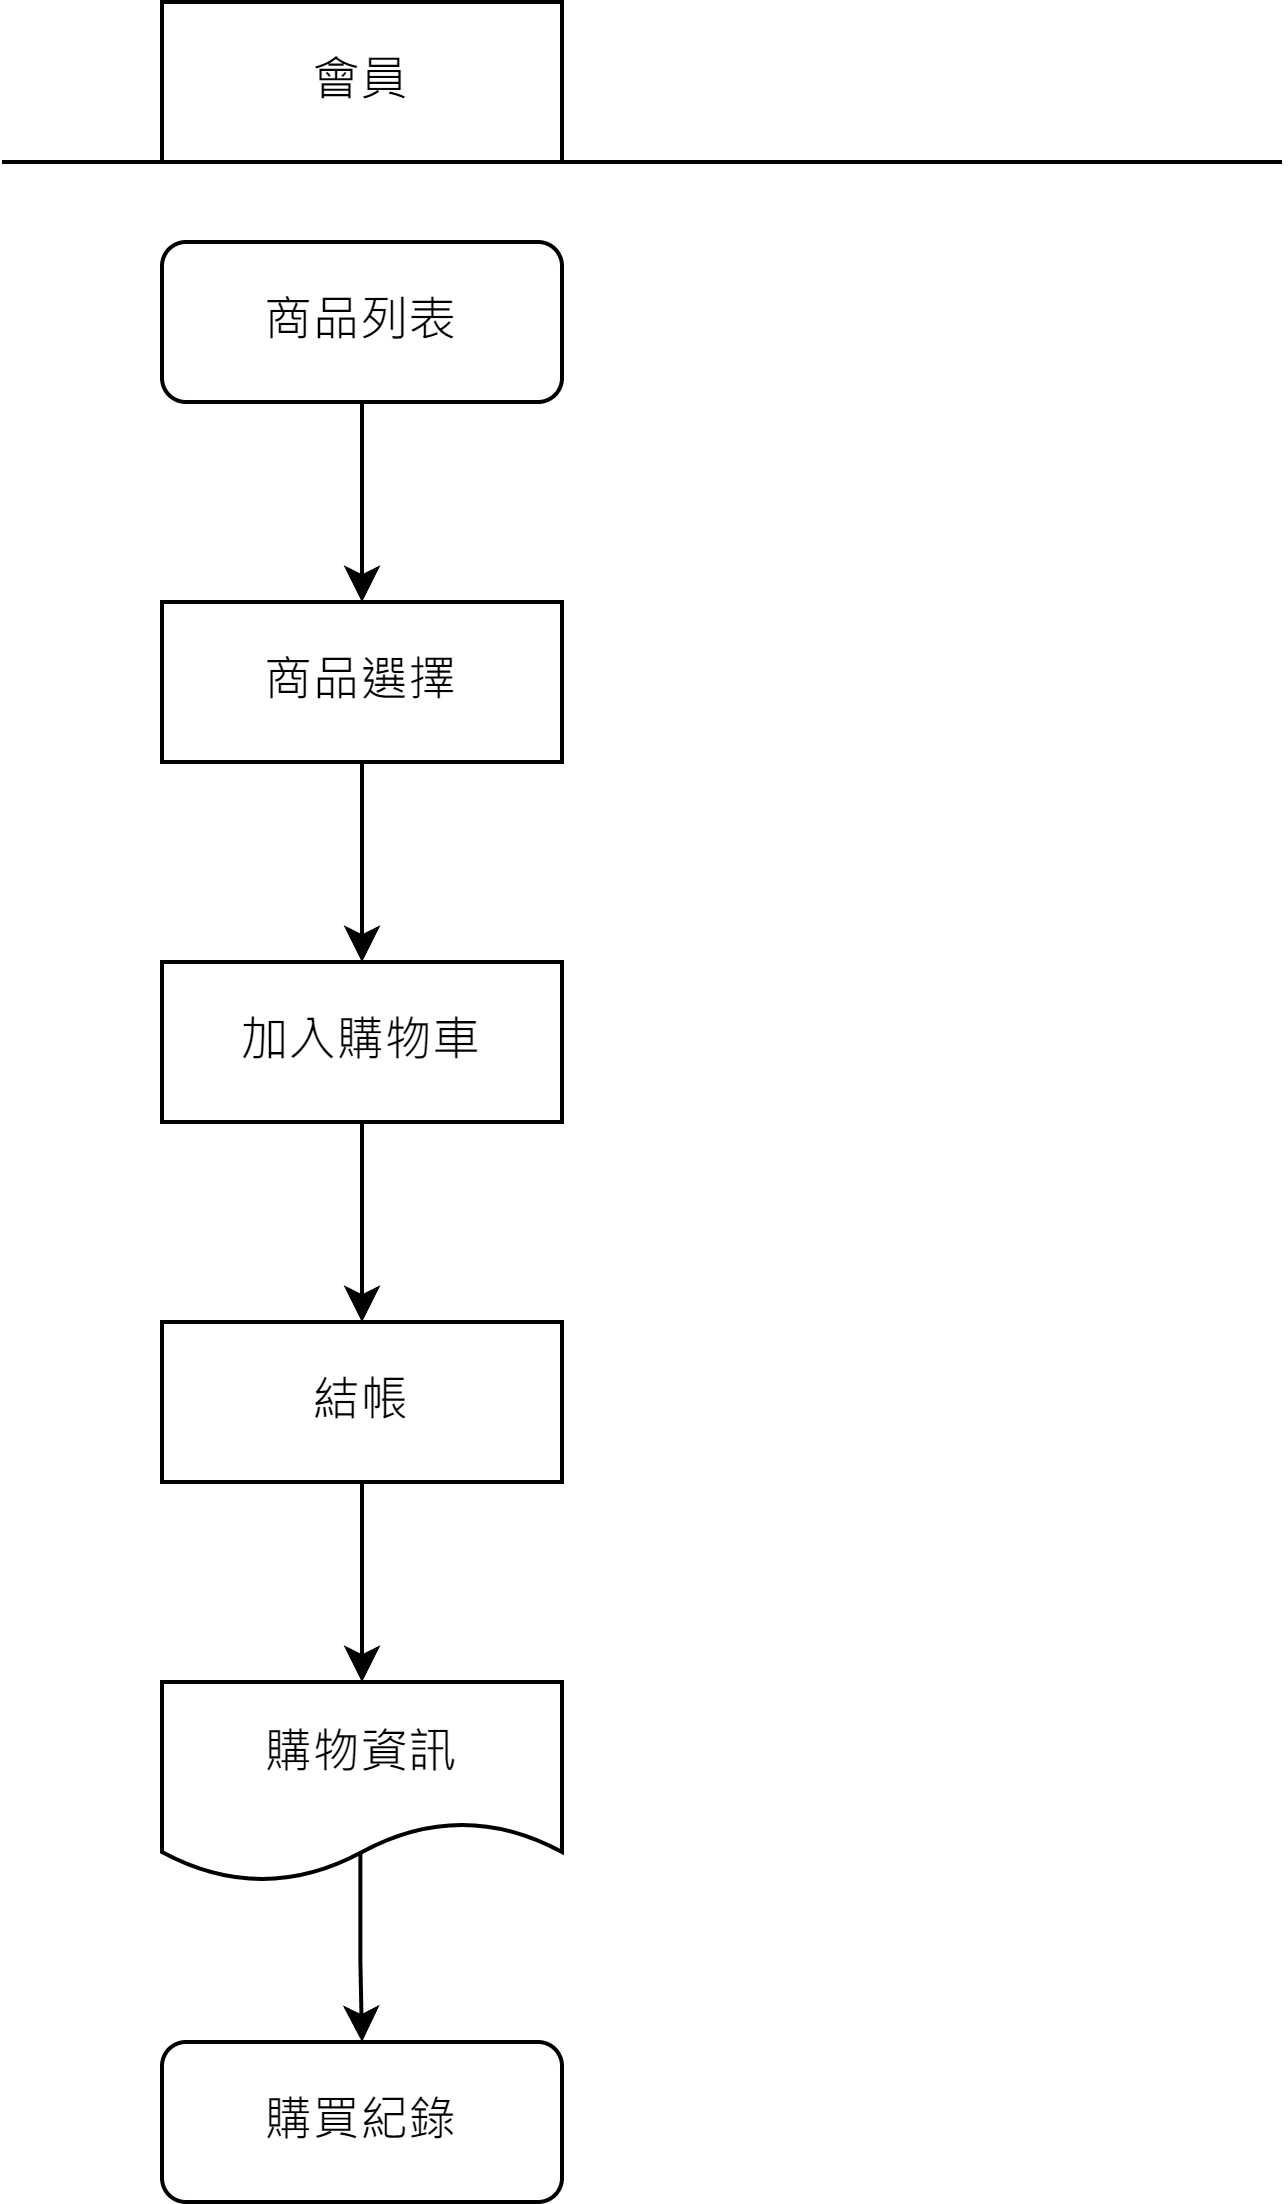 會員
商品列表
商品選擇
加入購物車
結帳
購物資訊
購買紀錄